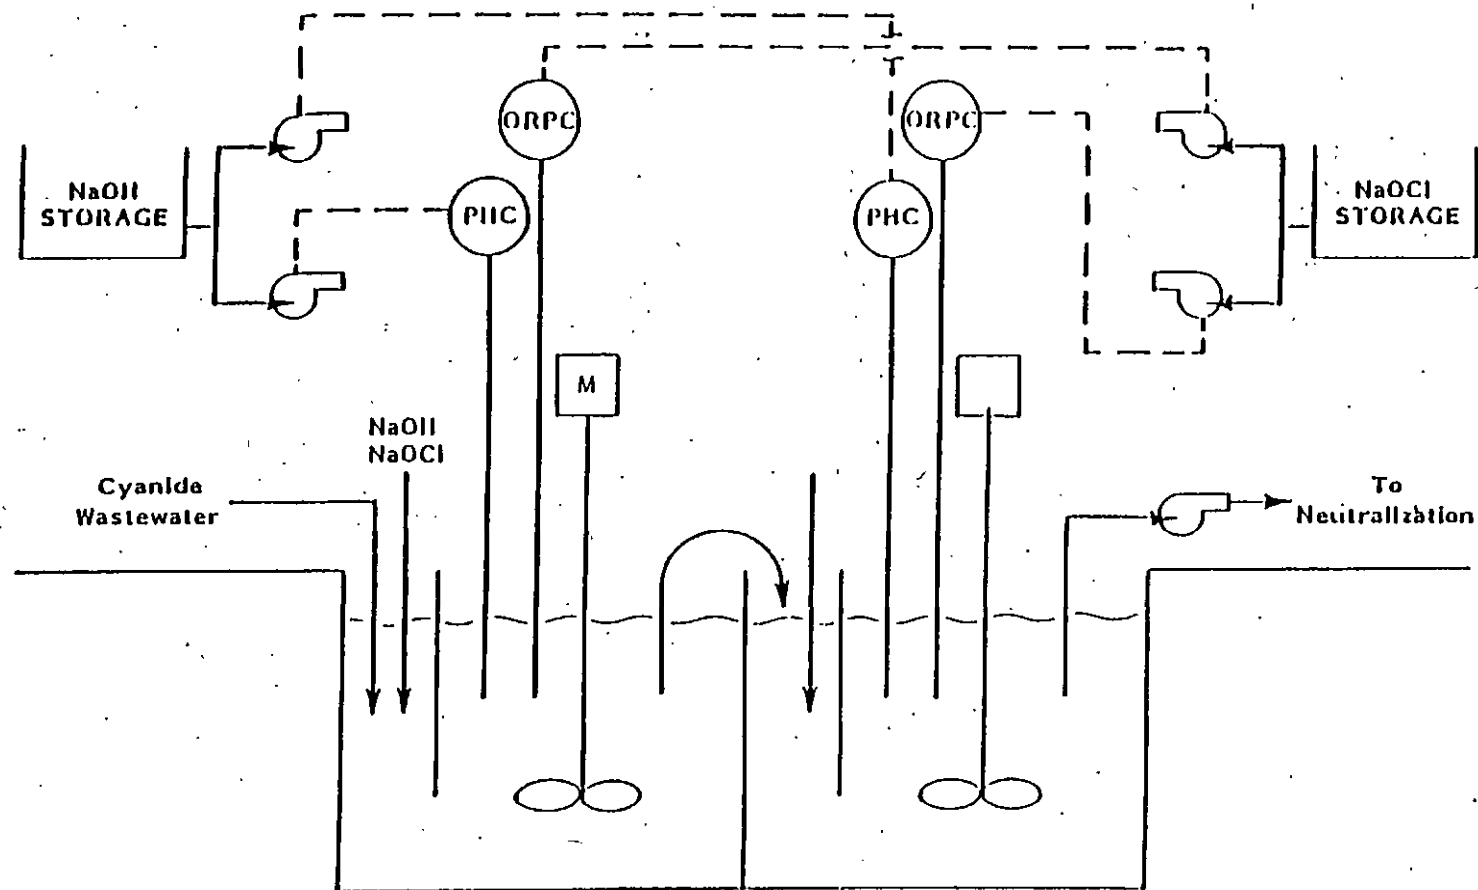 ORPC
ORPC
NaOH
STORAGE
PHC
PHC
NaOCl
STORAGE
M
NaOH
NaOCl
Cyanide
Wastewater
To
Neutralization